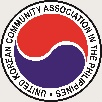 UNITED KOREAN COMMUNITY ASSOCIATION IN THE PHILIPPINES